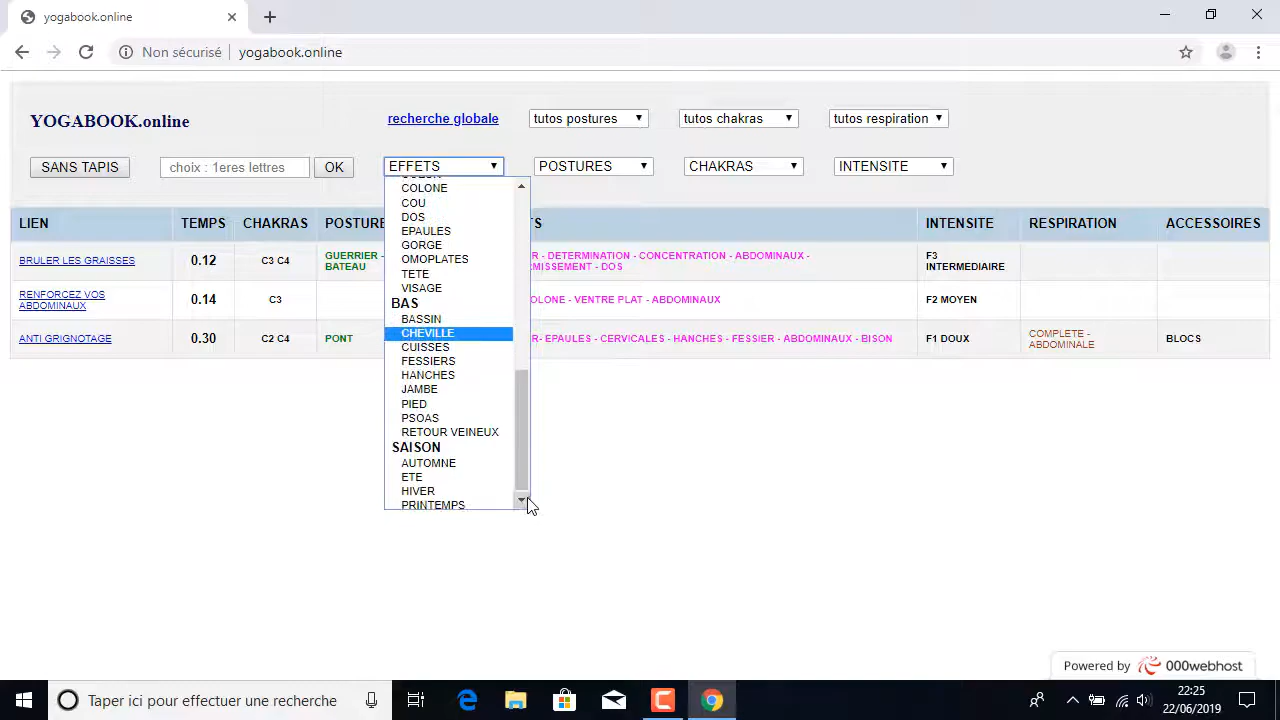 yogabook.online
Non sécurisé | yogabook.online
YOGABOOK.online
recherche globale
tutos postures
tutos chakras
tutos respiration
SANS TAPIS
choix : 1eres lettres
OK
EFFETS
POSTURES
CHAKRAS
INTENSITE
LIEN TEMPS CHAKRAS POSTURE INTENSITE RESPIRATION ACCESSOIRES
BRULER LES GRAISSES 0.12 C3 C4 GUERRIER -
BATEAU
- DETERMINATION - CONCENTRATION - ABDOMINAUX -
- DOS
F3
INTERMEDIAIRE
RENFORCEZ VOS
ABDOMINAUX
0.14 C3
- VENTRE PLAT - ABDOMINAUX
F2 MOYEN
ANTI GRIGNOTAGE 0.30 C2 C4 PONT
- EPAULES - CERVICALES - HANCHES - FESSIER - ABDOMINAUX - BISON
F1 DOUX
COMPLETE -
ABDOMINALE
BLOCS
COLONE
COU
DOS
EPAULES
GORGE
OMOPLATES
TETE
VISAGE
BAS
BASSIN
CHEVILLE
CUISSES
FESSIERS
HANCHES
JAMBE
PIED
PSOAS
RETOUR VEINEUX
SAISON
AUTOMNE
ETE
HIVER
PRINTEMPS
Powered by 000webhost
Taper ici pour effectuer une recherche
22:25
22/06/2019